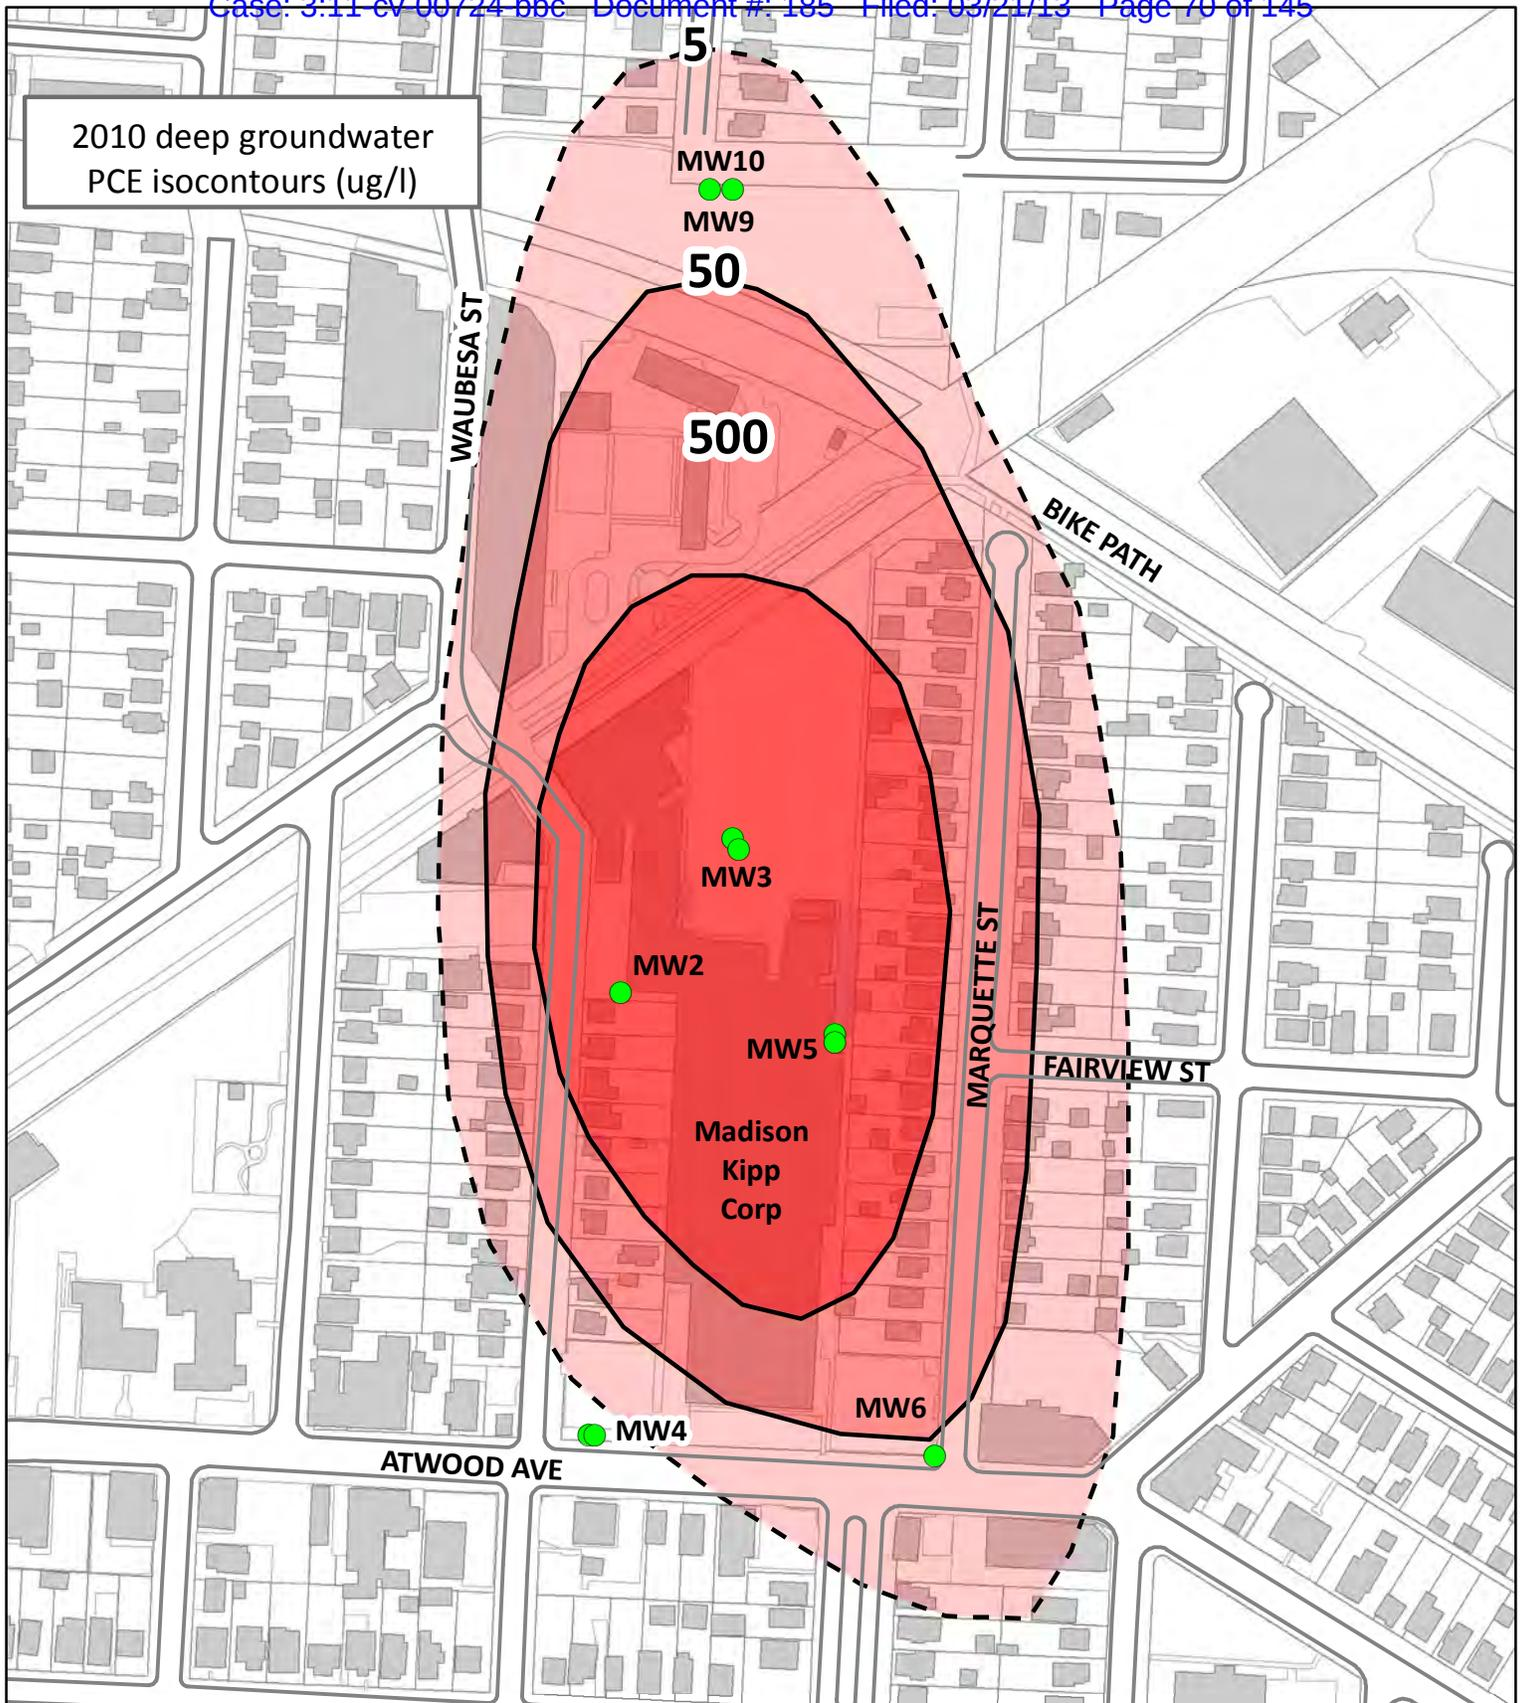 Case: 3:11-cv-00724-bbc Document #: 185 Filed: 03/21/13 Page 70 of 145
5
2010 deep groundwater
PCE isocontours (ug/l)
MW10
MW9
50
WAUBESA ST
500
BIKE PATH
MW3
MW2
MARQUETTE ST
MW5
FAIRVIEW ST
Madison
Kipp
Corp
MW6
MW4
ATWOOD AVE